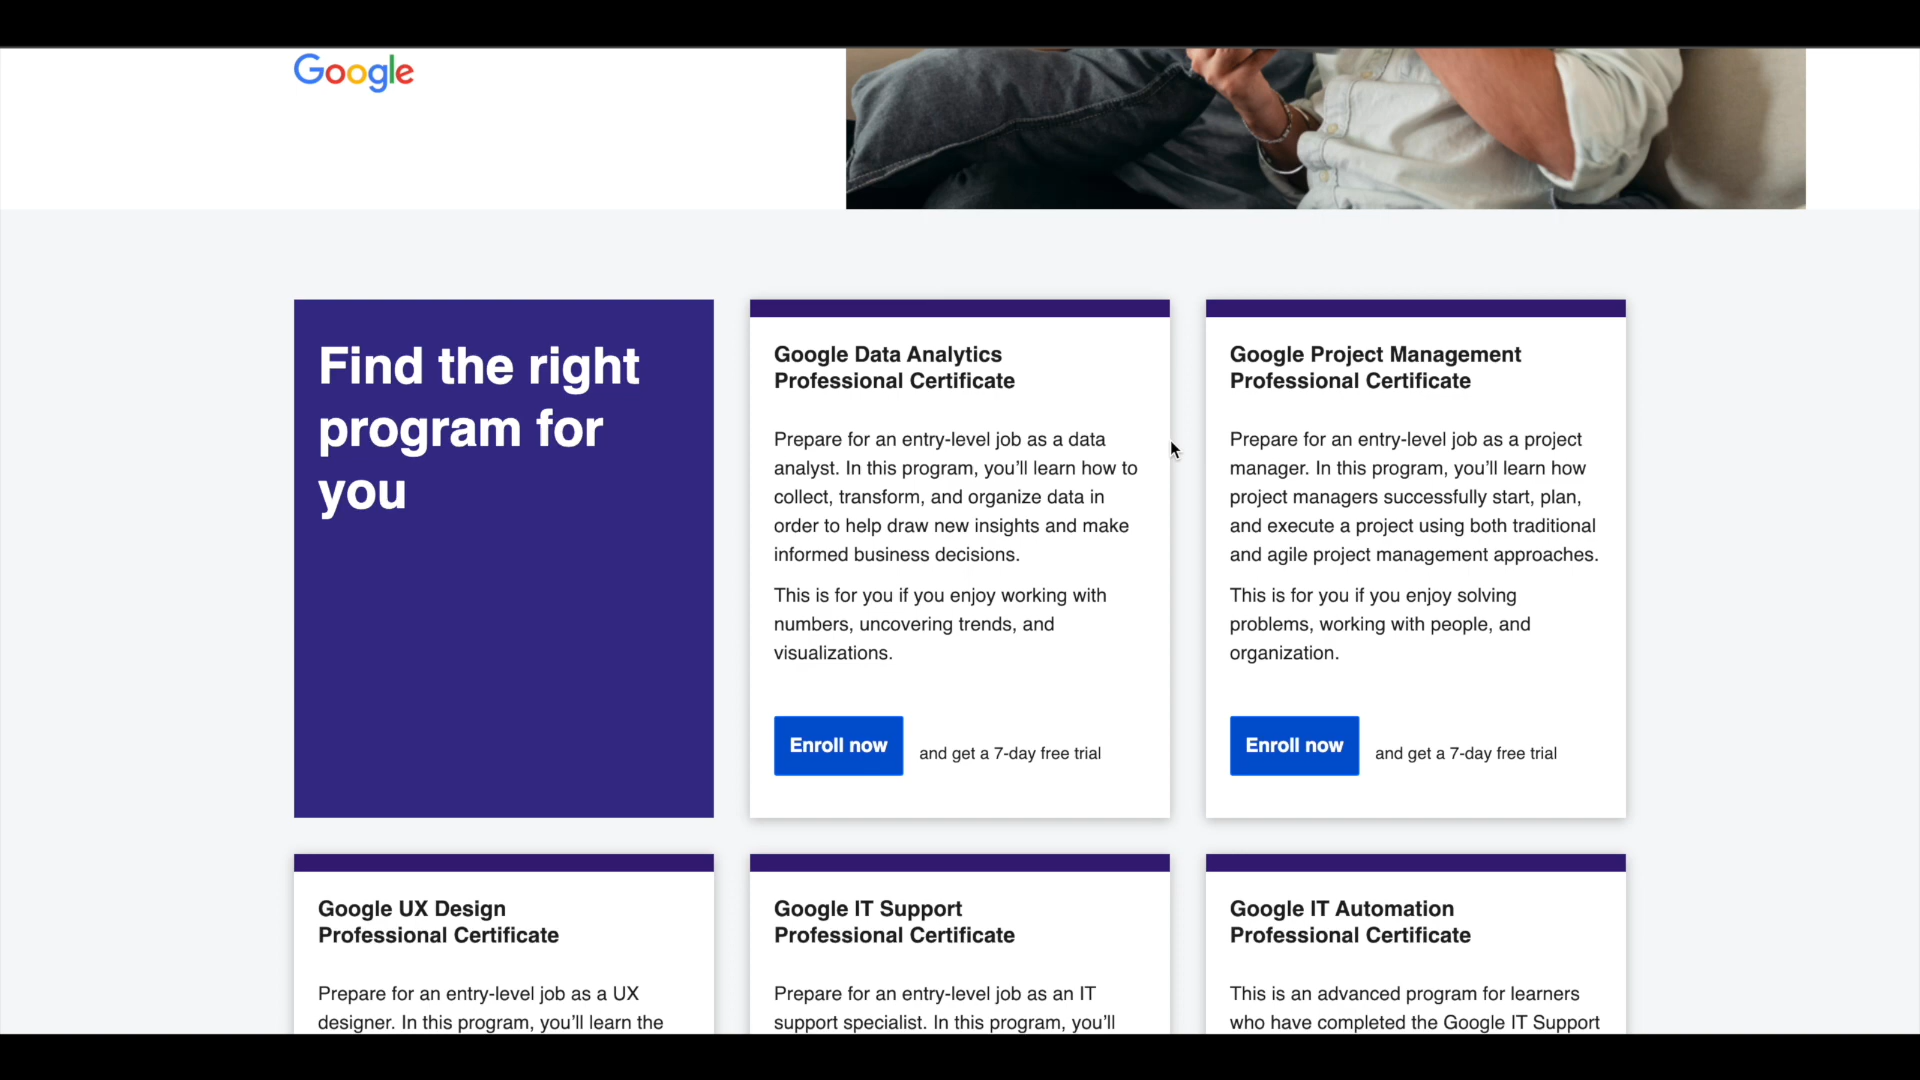 Google
Find the right
program for
you
Google Data Analytics
Professional Certificate
Prepare for an entry-level job as a data
analyst. In this program, you’ll learn how to
collect, transform, and organize data in
order to help draw new insights and make
informed business decisions.
This is for you if you enjoy working with
numbers, uncovering trends, and
visualizations.
Enroll now
and get a 7-day free trial
Google Project Management
Professional Certificate
Prepare for an entry-level job as a project
manager. In this program, you’ll learn how
project managers successfully start, plan,
and execute a project using both traditional
and agile project management approaches.
This is for you if you enjoy solving
problems, working with people, and
organization.
Enroll now
and get a 7-day free trial
Google UX Design
Professional Certificate
Prepare for an entry-level job as a UX
designer. In this program, you’ll learn the
Google IT Support
Professional Certificate
Prepare for an entry-level job as an IT
support specialist. In this program, you’ll
Google IT Automation
Professional Certificate
This is an advanced program for learners
who have completed the Google IT Support